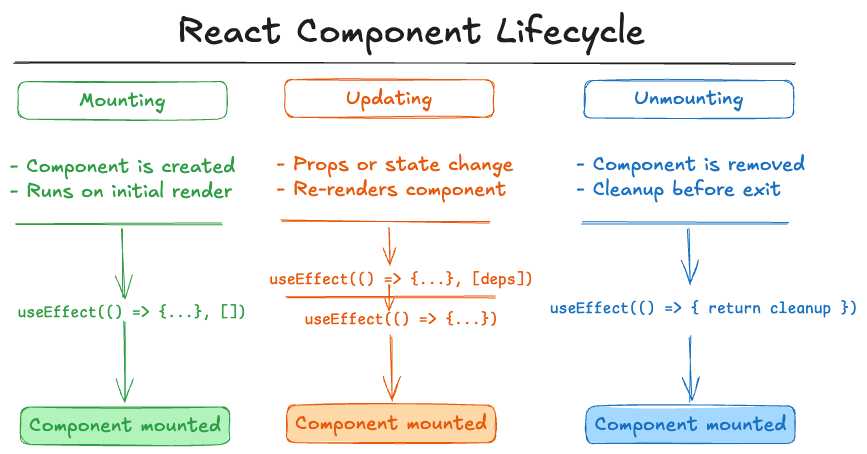 React Component Lifecycle
Mounting
- Component is created
- Runs on initial render
useEffect(() => {...}, [])
Component mounted
Updating
- Props or state change
- Re-renders component
useEffect(() => {...}, [deps])
useEffect(() => {...})
Component mounted
Unmounting
- Component is removed
- Cleanup before exit
useEffect(() => { return cleanup })
Component mounted